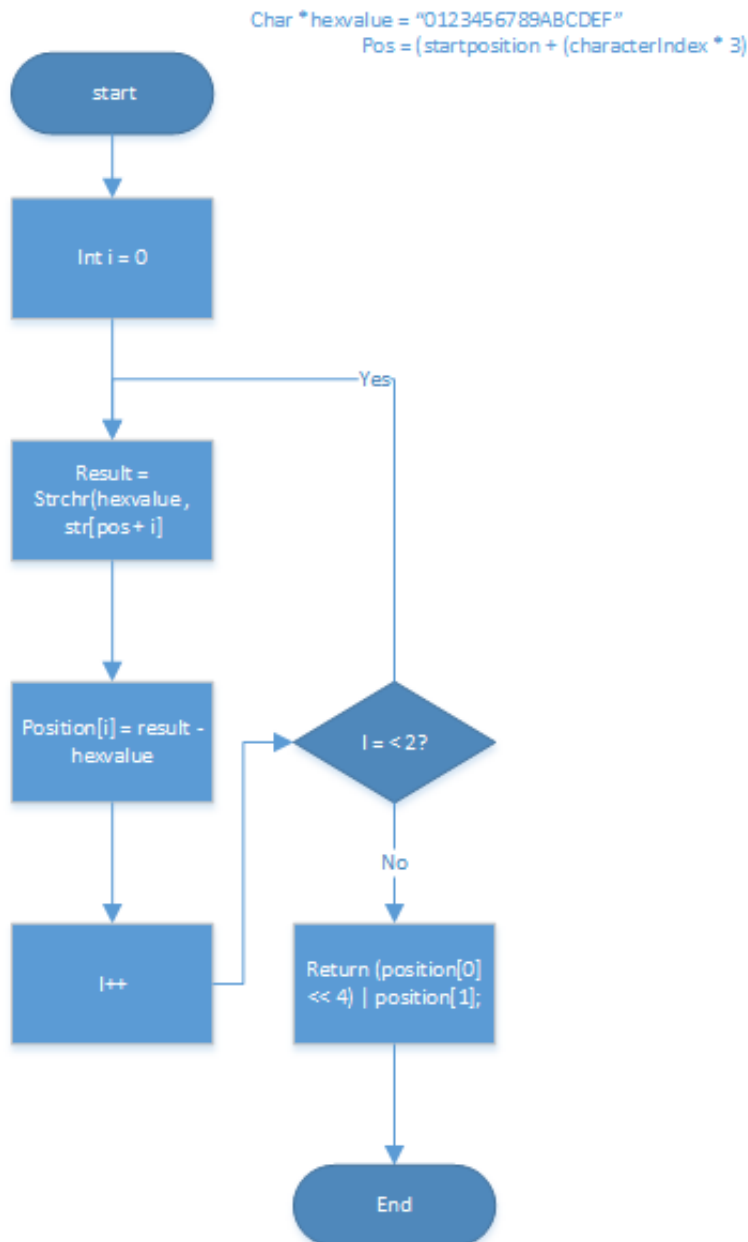 Char *hexvalue = “0123456789ABCDEF”
Pos = (startposition + (characterIndex * 3)
start
Int i = 0
Yes
Result =
Strchr(hexvalue,
str[pos + i]
Position[i] = result -
hexvalue
I = < 2?
No
I++
Return (position[0]
<< 4) | position[1];
End